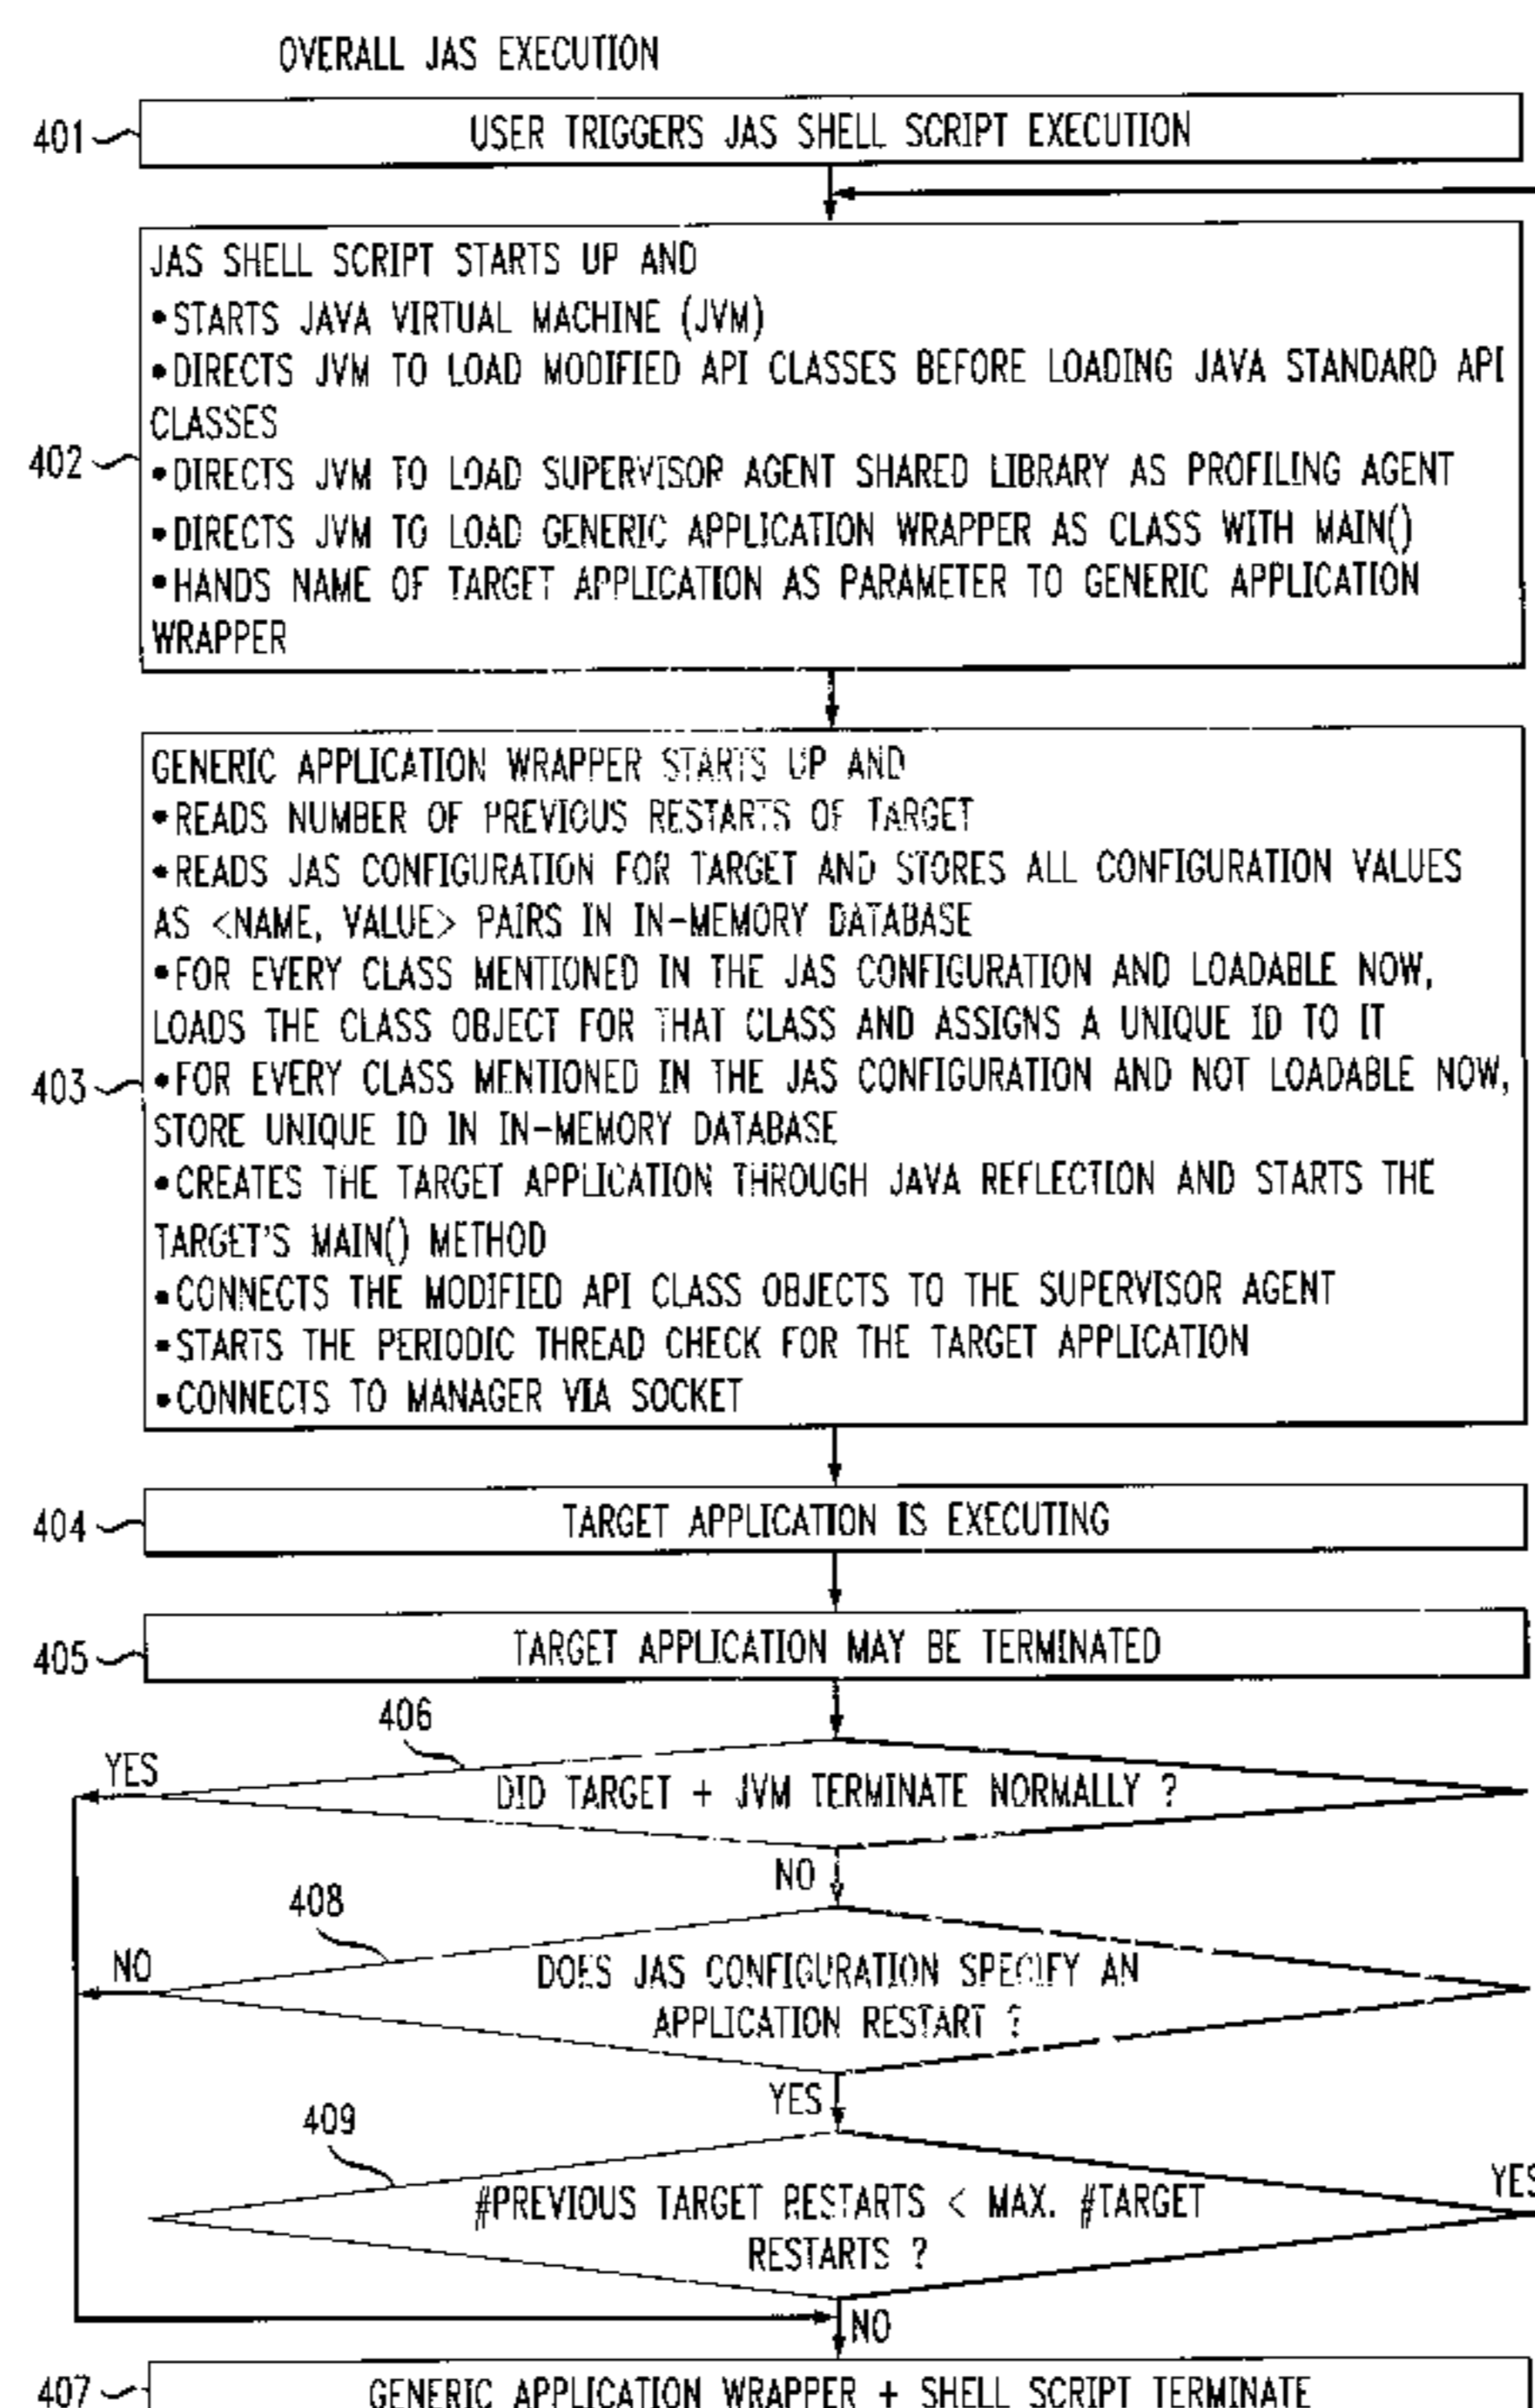 OVERALL JAS EXECUTION
401
USER TRIGGERS JAS SHELL SCRIPT EXECUTION
402
JAS SHELL SCRIPT STARTS UP AND
•STARTS JAVA VIRTUAL MACHINE (JVM)
•DIRECTS JVM TO LOAD MODIFIED API CLASSES BEFORE LOADING JAVA STANDARD API
CLASSES
•DIRECTS JVM TO LOAD SUPERVISOR AGENT SHARED LIBRARY AS PROFILING AGENT
•DIRECTS JVM TO LOAD GENERIC APPLICATION WRAPPER AS CLASS WITH MAIN()
•HANDS NAME OF TARGET APPLICATION AS PARAMETER TO GENERIC APPLICATION
WRAPPER
403
GENERIC APPLICATION WRAPPER STARTS UP AND
•READS NUMBER OF PREVIOUS RESTARTS OF TARGET
•READS JAS CONFIGURATION FOR TARGET AND STORES ALL CONFIGURATION VALUES
AS <NAME, VALUE> PAIRS IN IN-MEMORY DATABASE
•FOR EVERY CLASS MENTIONED IN THE JAS CONFIGURATION AND LOADABLE NOW,
LOADS THE CLASS OBJECT FOR THAT CLASS AND ASSIGNS A UNIQUE ID TO IT
•FOR EVERY CLASS MENTIONED IN THE JAS CONFIGURATION AND NOT LOADABLE NOW,
STORE UNIQUE ID IN IN-MEMORY DATABASE
•CREATES THE TARGET APPLICATION THROUGH JAVA REFLECTION AND STARTS THE
TARGET'S MAIN() METHOD
•CONNECTS THE MODIFIED API CLASS OBJECTS TO THE SUPERVISOR AGENT
•STARTS THE PERIODIC THREAD CHECK FOR THE TARGET APPLICATION
•CONNECTS TO MANAGER VIA SOCKET
404
TARGET APPLICATION IS EXECUTING
405
TARGET APPLICATION MAY BE TERMINATED
406
YES
DID TARGET + JVM TERMINATE NORMALLY ?
NO
408
NO
DOES JAS CONFIGURATION SPECIFY AN
APPLICATION RESTART ?
YES
409
YES
#PREVIOUS TARGET RESTARTS < MAX. #TARGET
RESTARTS ?
NO
407
GENERIC APPLICATION WRAPPER + SHELL SCRIPT TERMINATE